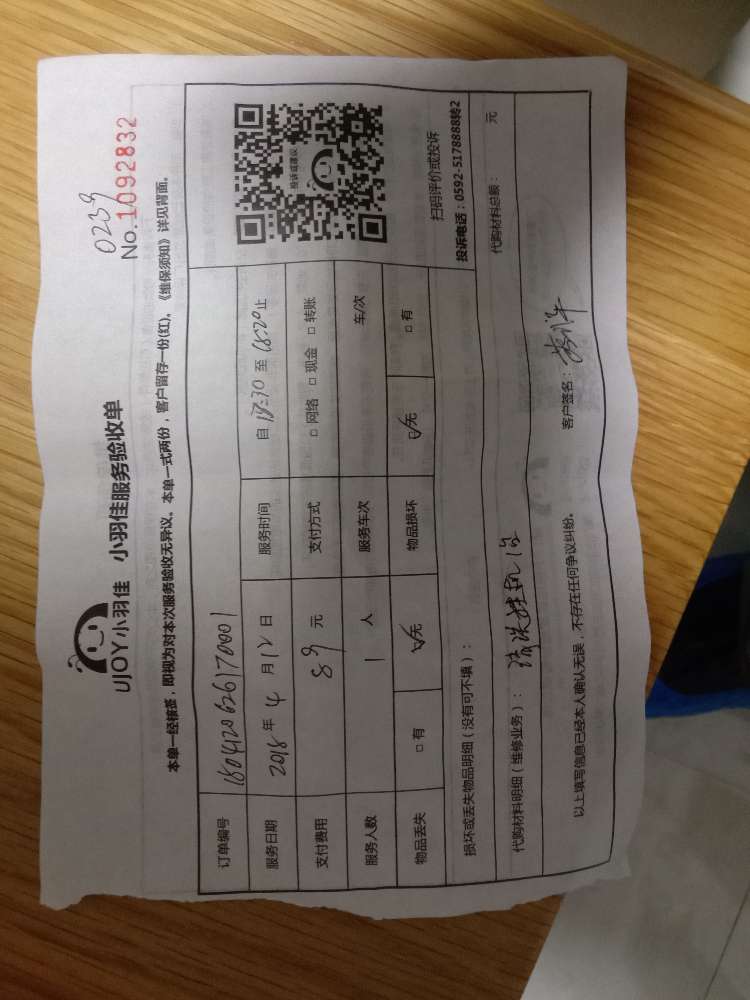 0239
No.1092832
UJOY小羽佳 小羽佳服务验收单
本单一经核签，即视为对本次服务验收无异议。本单一式两份，客户留存一份(红)。《维保须知》详见背面。
订单编号
服务日期 2018 年 4 月 12 日 服务时间 自 17:30 至 18:20 止
支付费用 89 元 支付方式 □ 网络 □ 现金 □ 转账
服务人数 1 人 服务车次 车/次
物品丢失 □ 有 □无 物品损坏 □无 □ 有
投诉或建议
扫码评价或投诉
投诉电话：0592-5178888转2
损坏或丢失物品明细（没有可不填）：
代购材料明细（维修业务）： 清洗挂机 代购材料总额： 元
以上填写信息已经本人确认无误，不存在任何争议纠纷。 客户签名：